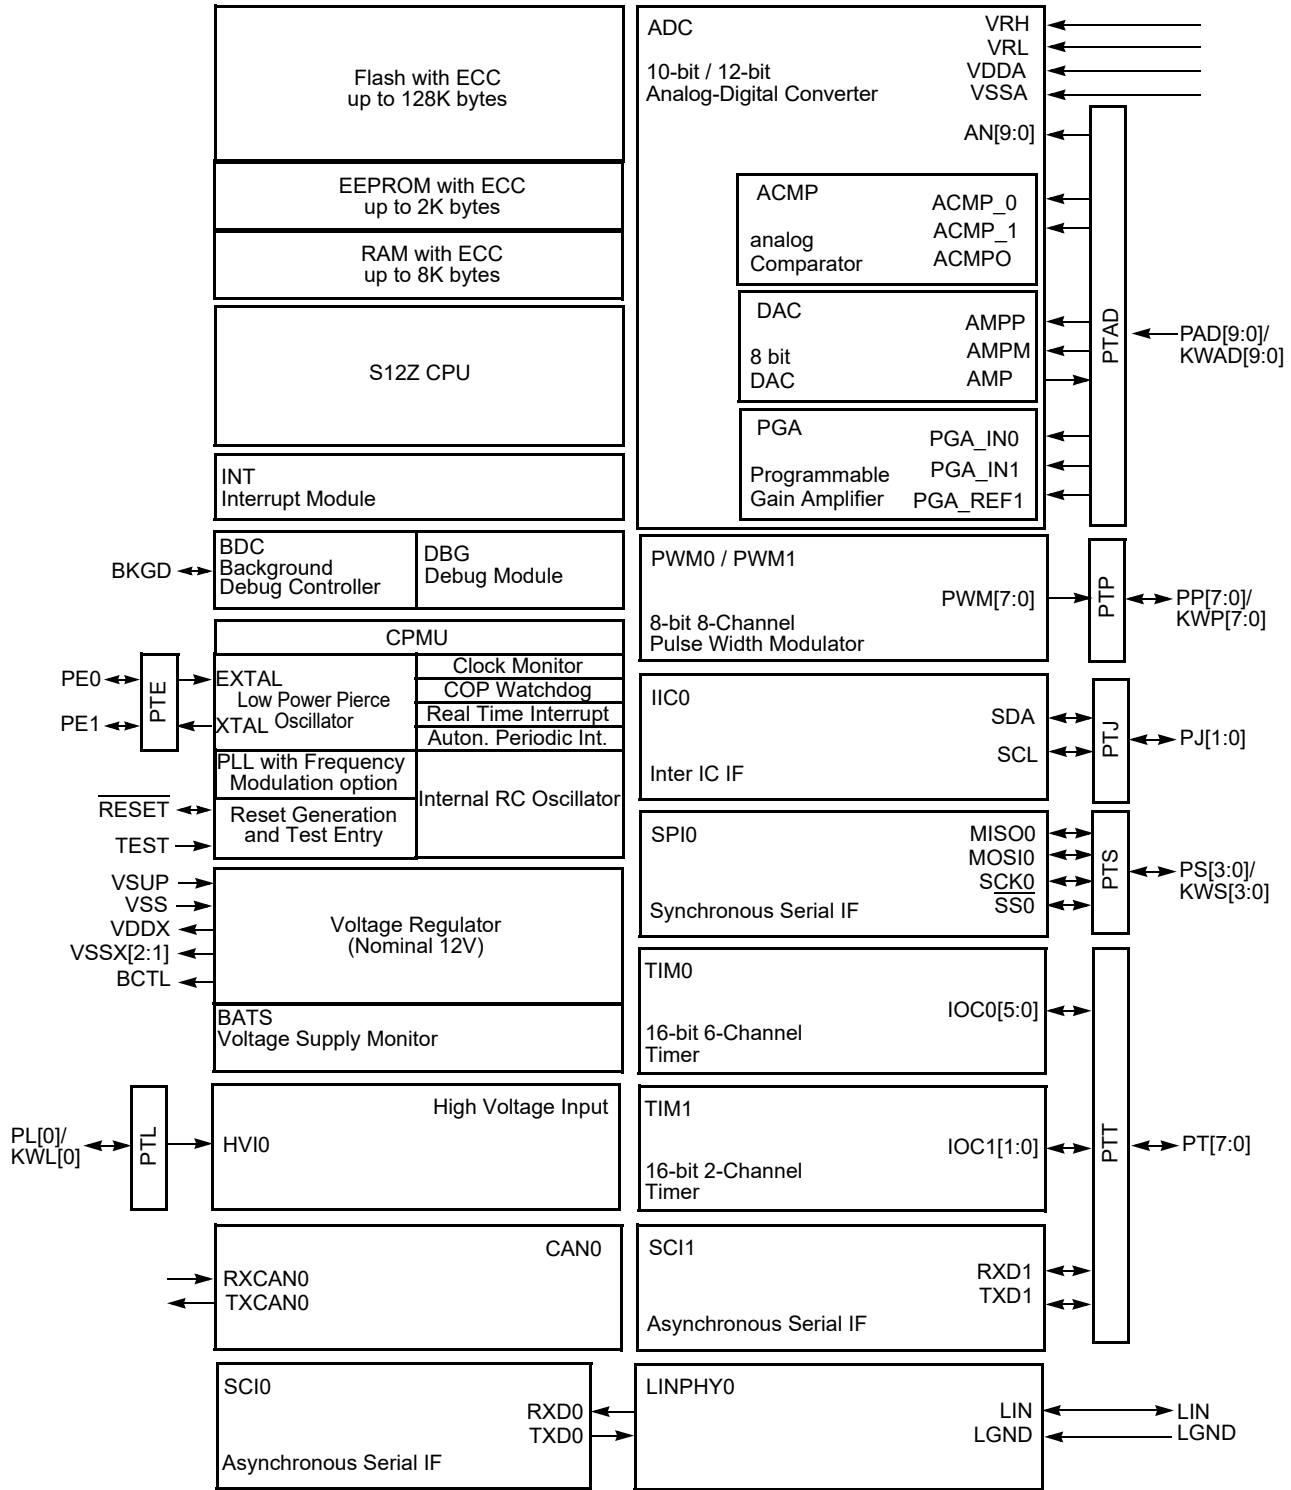 Flash with ECC
up to 128K bytes
EEPROM with ECC
up to 2K bytes
RAM with ECC
up to 8K bytes
S12Z CPU
INT
Interrupt Module
BKGD
BDC
Background
Debug Controller
DBG
Debug Module
CPMU
PE0
PE1
PTE
EXTAL
Low Power Pierce
XTAL Oscillator
Clock Monitor
COP Watchdog
Real Time Interrupt
Auton. Periodic Int.
PLL with Frequency
Modulation option
Internal RC Oscillator
RESET
TEST
Reset Generation
and Test Entry
VSUP
VSS
VDDX
VSSX[2:1]
BCTL
Voltage Regulator
(Nominal 12V)
BATS
Voltage Supply Monitor
PL[0]/
KWL[0]
PTL
High Voltage Input
HVI0
CAN0
RXCAN0
TXCAN0
SCI0
RXD0
TXD0
Asynchronous Serial IF
ADC
10-bit / 12-bit
Analog-Digital Converter
VRH
VRL
VDDA
VSSA
AN[9:0]
ACMP
analog
Comparator
ACMP_0
ACMP_1
ACMPO
DAC
8 bit
DAC
AMPP
AMPM
AMP
PGA
Programmable
Gain Amplifier
PGA_IN0
PGA_IN1
PGA_REF1
PTAD
PAD[9:0]/
KWAD[9:0]
PWM0 / PWM1
PWM[7:0]
8-bit 8-Channel
Pulse Width Modulator
PTP
PP[7:0]/
KWP[7:0]
IIC0
SDA
SCL
Inter IC IF
PTJ
PJ[1:0]
SPI0
MISO0
MOSI0
SCK0
SS0
Synchronous Serial IF
PTS
PS[3:0]/
KWS[3:0]
TIM0
IOC0[5:0]
16-bit 6-Channel
Timer
TIM1
IOC1[1:0]
16-bit 2-Channel
Timer
PTT
PT[7:0]
SCI1
RXD1
TXD1
Asynchronous Serial IF
LINPHY0
LIN
LGND
LIN
LGND